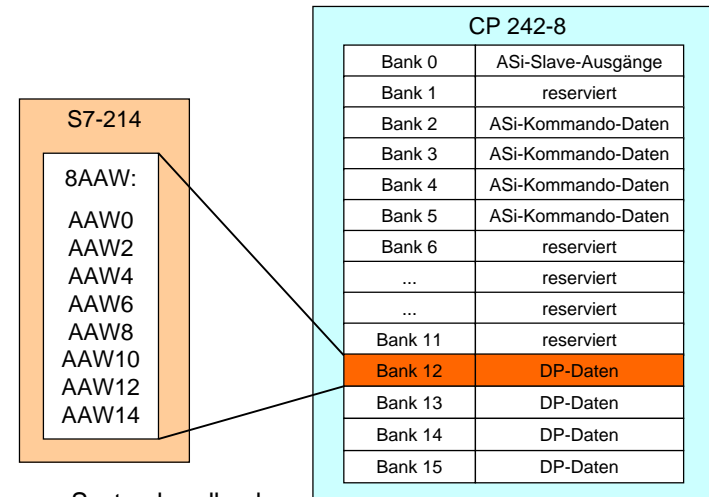 CP 242-8
Bank 0 ASi-Slave-Ausgänge
Bank 1 reserviert
Bank 2 ASi-Kommando-Daten
Bank 3 ASi-Kommando-Daten
Bank 4 ASi-Kommando-Daten
Bank 5 ASi-Kommando-Daten
Bank 6 reserviert
... reserviert
... reserviert
Bank 11 reserviert
Bank 12 DP-Daten
Bank 13 DP-Daten
Bank 14 DP-Daten
Bank 15 DP-Daten
S7-214
8AAW:
AAW0
AAW2
AAW4
AAW6
AAW8
AAW10
AAW12
AAW14